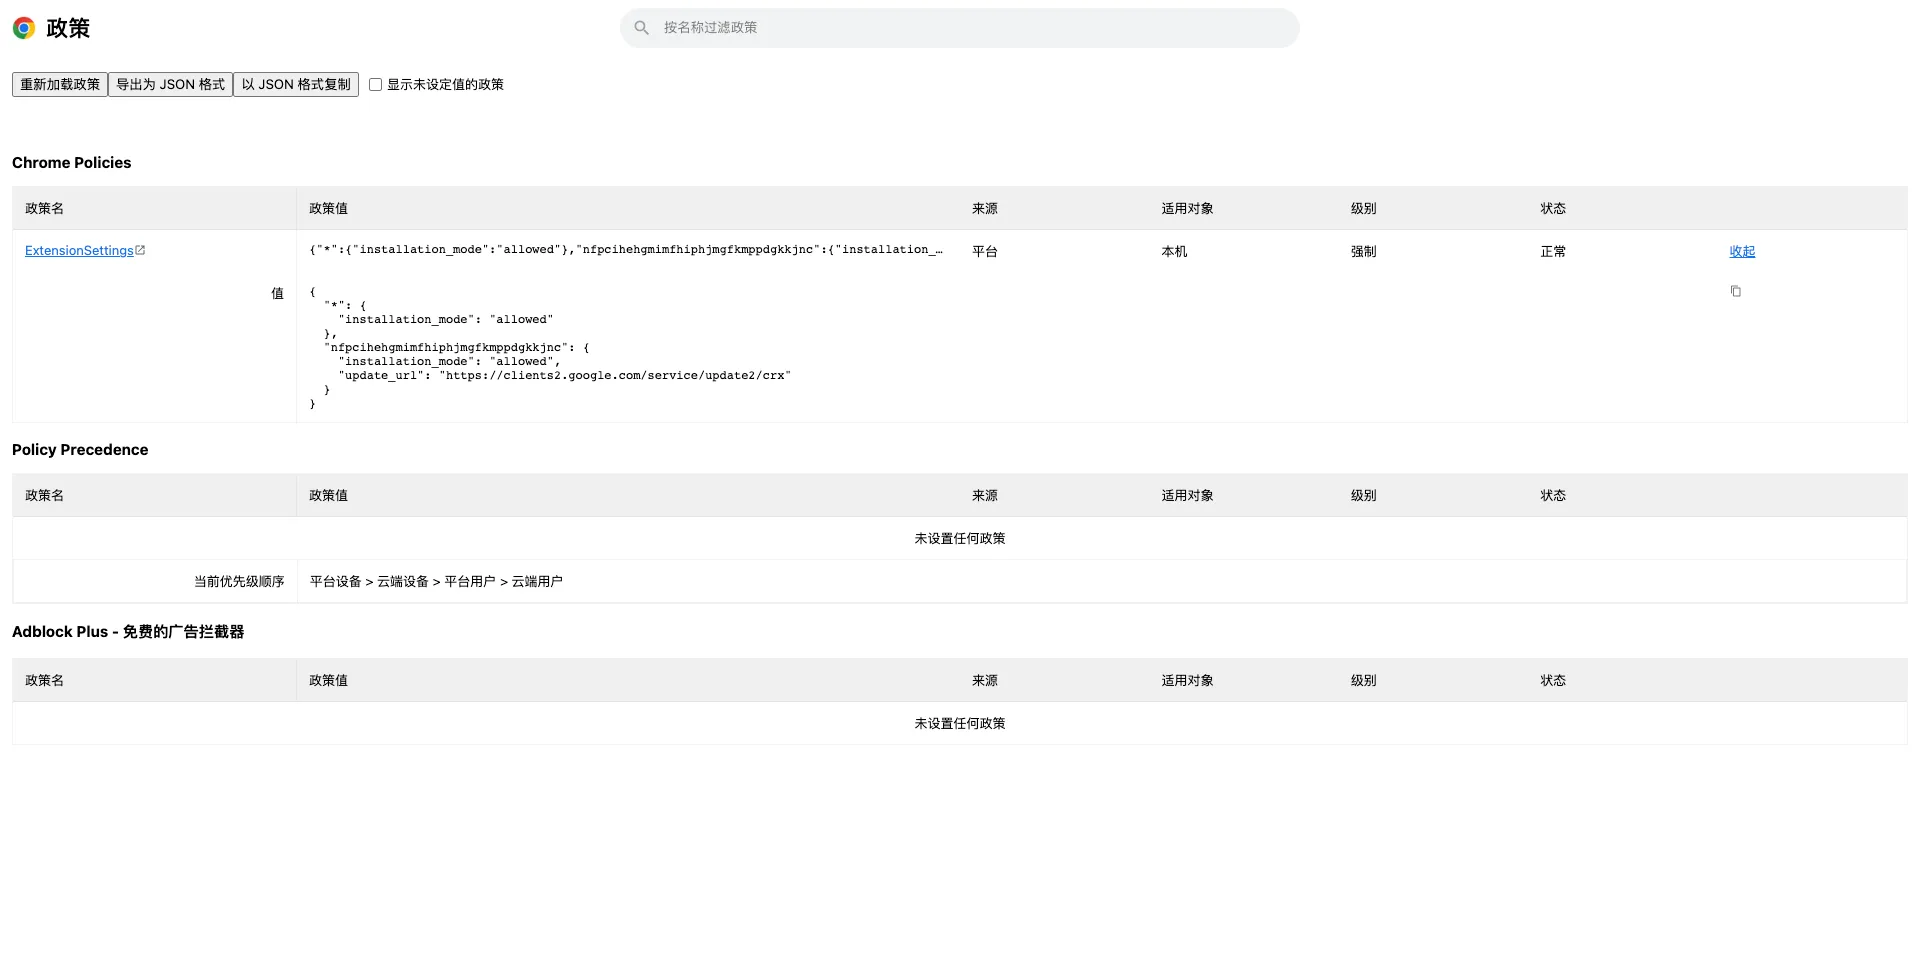 政策
按名称过滤政策
重新加载政策 导出为 JSON 格式 以 JSON 格式复制 显示未设定值的政策
Chrome Policies
政策名 政策值 来源 适用对象 级别 状态
ExtensionSettings {"*":{"installation_mode":"allowed"},"nfpcihehgmimfhiphjmgfkmppdgkkjnc":{"installation_… 平台 本机 强制 正常 收起
值
{
"*": {
"installation_mode": "allowed"
},
"nfpcihehgmimfhiphjmgfkmppdgkkjnc": {
"installation_mode": "allowed",
"update_url": "https://clients2.google.com/service/update2/crx"
}
}
Policy Precedence
政策名 政策值 来源 适用对象 级别 状态
未设置任何政策
当前优先级顺序 平台设备 > 云端设备 > 平台用户 > 云端用户
Adblock Plus - 免费的广告拦截器
政策名 政策值 来源 适用对象 级别 状态
未设置任何政策